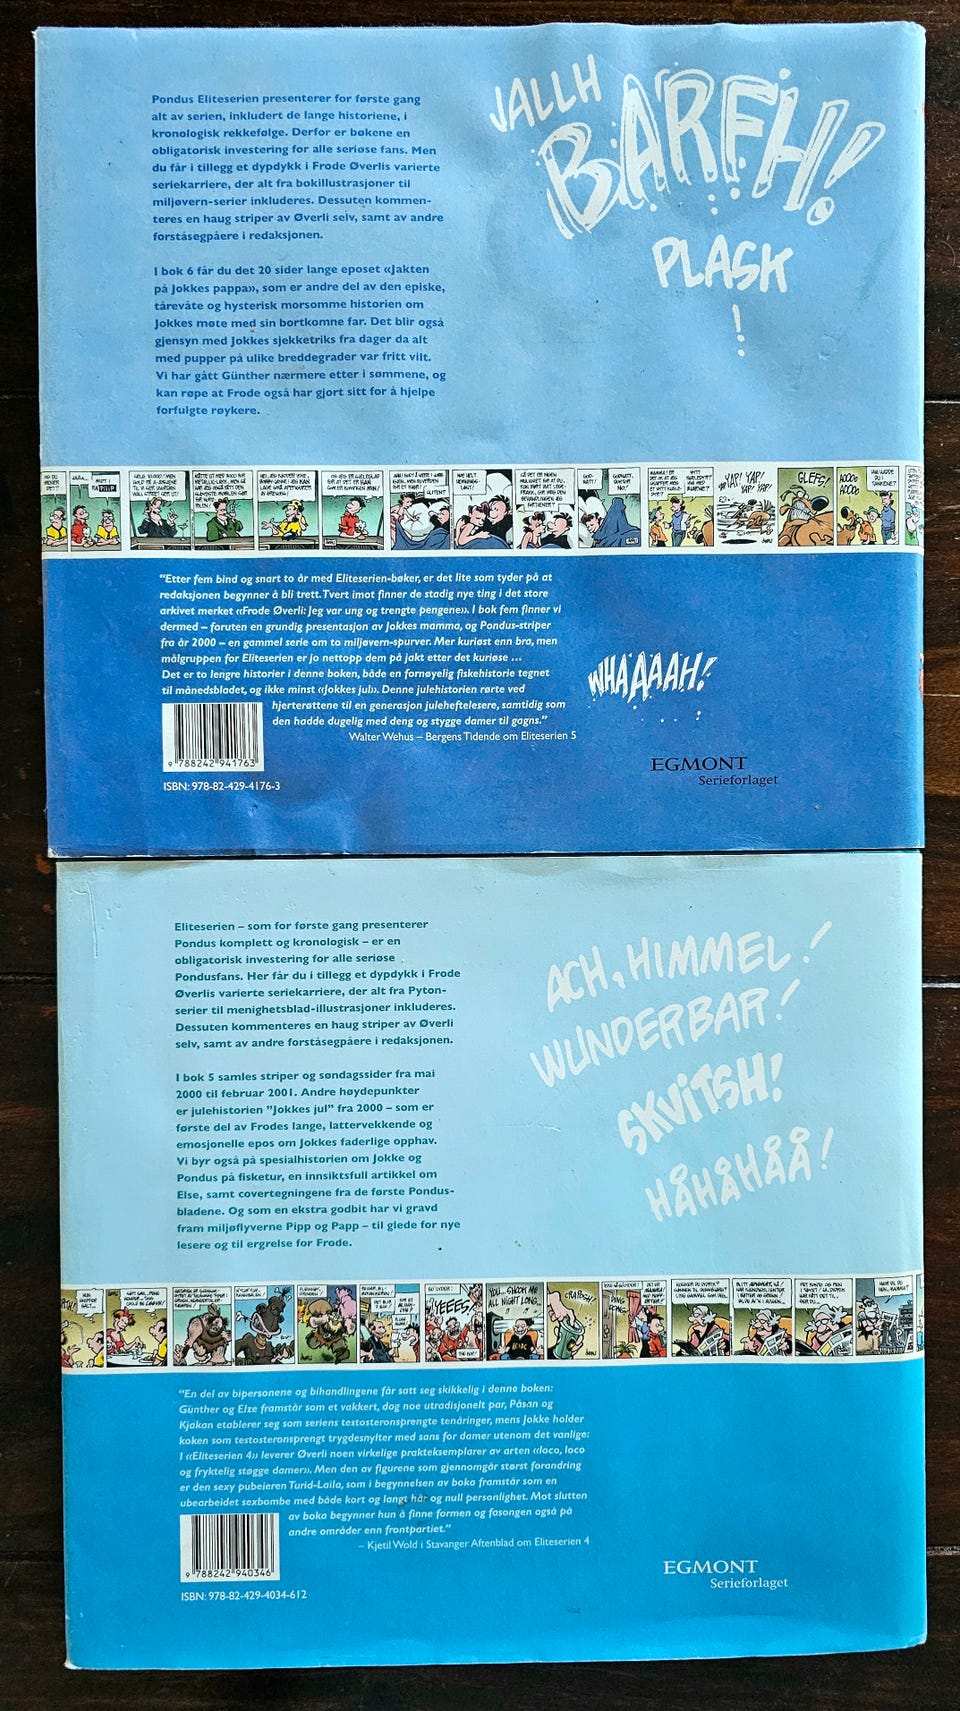 JALLH
BARFH!
PLASK
!
Pondus Eliteserien presenterer for første gang
alt av serien, inkludert de lange historiene, i
kronologisk rekkefølge. Derfor er bøkene en
obligatorisk investering for alle seriøse fans. Men
du får i tillegg et dypdykk i Frode Øverlis varierte
seriekarriere, der alt fra bokillustrasjoner til
miljøvern-serier inkluderes. Dessuten kommen-
teres en haug striper av Øverli selv, samt av andre
forståsegpåere i redaksjonen.
I bok 6 får du det 20 sider lange eposet «Jakten
på Jokkes pappa», som er andre del av den episke,
tårevåte og hysterisk morsomme historien om
Jokkes møte med sin bortkomne far. Det blir også
gjensyn med Jokkes sjekketriks fra dager da alt
med pupper på ulike breddegrader var fritt vilt.
Vi har gått Günther nærmere etter i sømmene, og
kan røpe at Frode også har gjort sitt for å hjelpe
forfulgte røykere.
YAP! YAP!
YAP! YAP!
GLEFS!
"Etter fem bind og snart to år med Eliteserien-bøker, er det lite som tyder på at
redaksjonen begynner å bli trett. Tvert imot finner de stadig nye ting i det store
arkivet merket «Frode Øverli: Jeg var ung og trengte pengene». I bok fem finner vi
dermed – foruten en grundig presentasjon av Jokkes mamma, og Pondus-striper
fra år 2000 – en gammel serie om to miljøvern-spurver. Mer kuriøst enn bra, men
målgruppen for Eliteserien er jo nettopp dem på jakt etter det kuriøse ...
Det er to lengre historier i denne boken, både en fornøyelig fiskehistorie tegnet
til månedsbladet, og ikke minst «Jokkes jul». Denne julehistorien rørte ved
hjerterøttene til en generasjon juleheftelesere, samtidig som
den hadde dugelig med deng og stygge damer til gagns."
Walter Wehus – Bergens Tidende om Eliteserien 5
WHAAAAAH!
9 788242 941763
ISBN: 978-82-429-4176-3
EGMONT
Serieforlaget
Eliteserien – som for første gang presenterer
Pondus komplett og kronologisk – er en
obligatorisk investering for alle seriøse
Pondusfans. Her får du i tillegg et dypdykk i Frode
Øverlis varierte seriekarriere, der alt fra Pyton-
serier til menighetsblad-illustrasjoner inkluderes.
Dessuten kommenteres en haug striper av Øverli
selv, samt av andre forståsegpåere i redaksjonen.
I bok 5 samles striper og søndagssider fra mai
2000 til februar 2001. Andre høydepunkter
er julehistorien "Jokkes jul" fra 2000 – som er
første del av Frodes lange, lattervekkende og
emosjonelle epos om Jokkes faderlige opphav.
Vi byr også på spesialhistorien om Jokke og
Pondus på fisketur, en innsiktsfull artikkel om
Else, samt covertegningene fra de første Pondus-
bladene. Og som en ekstra godbit har vi gravd
fram miljøflyverne Pipp og Papp – til glede for nye
lesere og til ergrelse for Frode.
ACH, HIMMEL!
WUNDERBAR!
SKVITSH!
HÅHÅHÅÅ!
YEEES!
YOU... SHOOK ME
ALL NIGHT LONG...
"En del av bipersonene og bihandlingene får satt seg skikkelig i denne boken:
Günther og Elze framstår som et vakkert, dog noe utradisjonelt par, Påsan og
Kjakan etablerer seg som seriens testosteronsprengte tenåringer, mens Jokke holder
koken som testosteronsprengt trygdesnylter med sans for damer utenom det vanlige:
I «Eliteserien 4» leverer Øverli noen virkelige prakteksemplarer av arten «loco, loco
og fryktelig støgge damer». Men den av figurene som gjennomgår størst forandring
er den sexy pubeieren Turid-Laila, som i begynnelsen av boka framstår som en
ubearbeidet sexbombe med både kort og langt hår og null personlighet. Mot slutten
av boka begynner hun å finne formen og fasongen også på
andre områder enn frontpartiet."
– Kjetil Wold i Stavanger Aftenblad om Eliteserien 4
9 788242 940346
ISBN: 978-82-429-4034-612
EGMONT
Serieforlaget